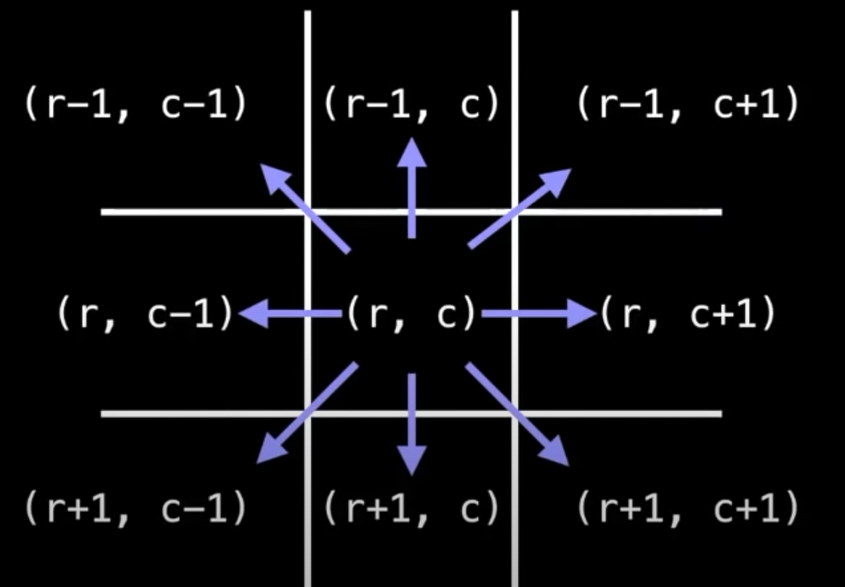 (r-1, c-1) (r-1, c) (r-1, c+1)
(r, c-1) (r, c) (r, c+1)
(r+1, c-1) (r+1, c) (r+1, c+1)